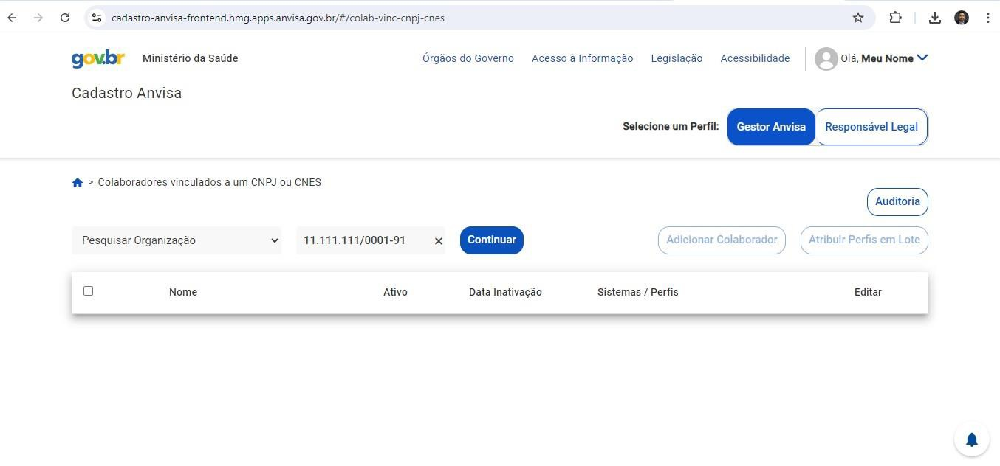 cadastro-anvisa-frontend.hmg.apps.anvisa.gov.br/#/colab-vinc-cnpj-cnes
gov.br Ministério da Saúde Órgãos do Governo Acesso à Informação Legislação Acessibilidade Olá, Meu Nome
Cadastro Anvisa
Selecione um Perfil: Gestor Anvisa Responsável Legal
> Colaboradores vinculados a um CNPJ ou CNES
Auditoria
Pesquisar Organização 11.111.111/0001-91 × Continuar Adicionar Colaborador Atribuir Perfis em Lote
Nome Ativo Data Inativação Sistemas / Perfis Editar